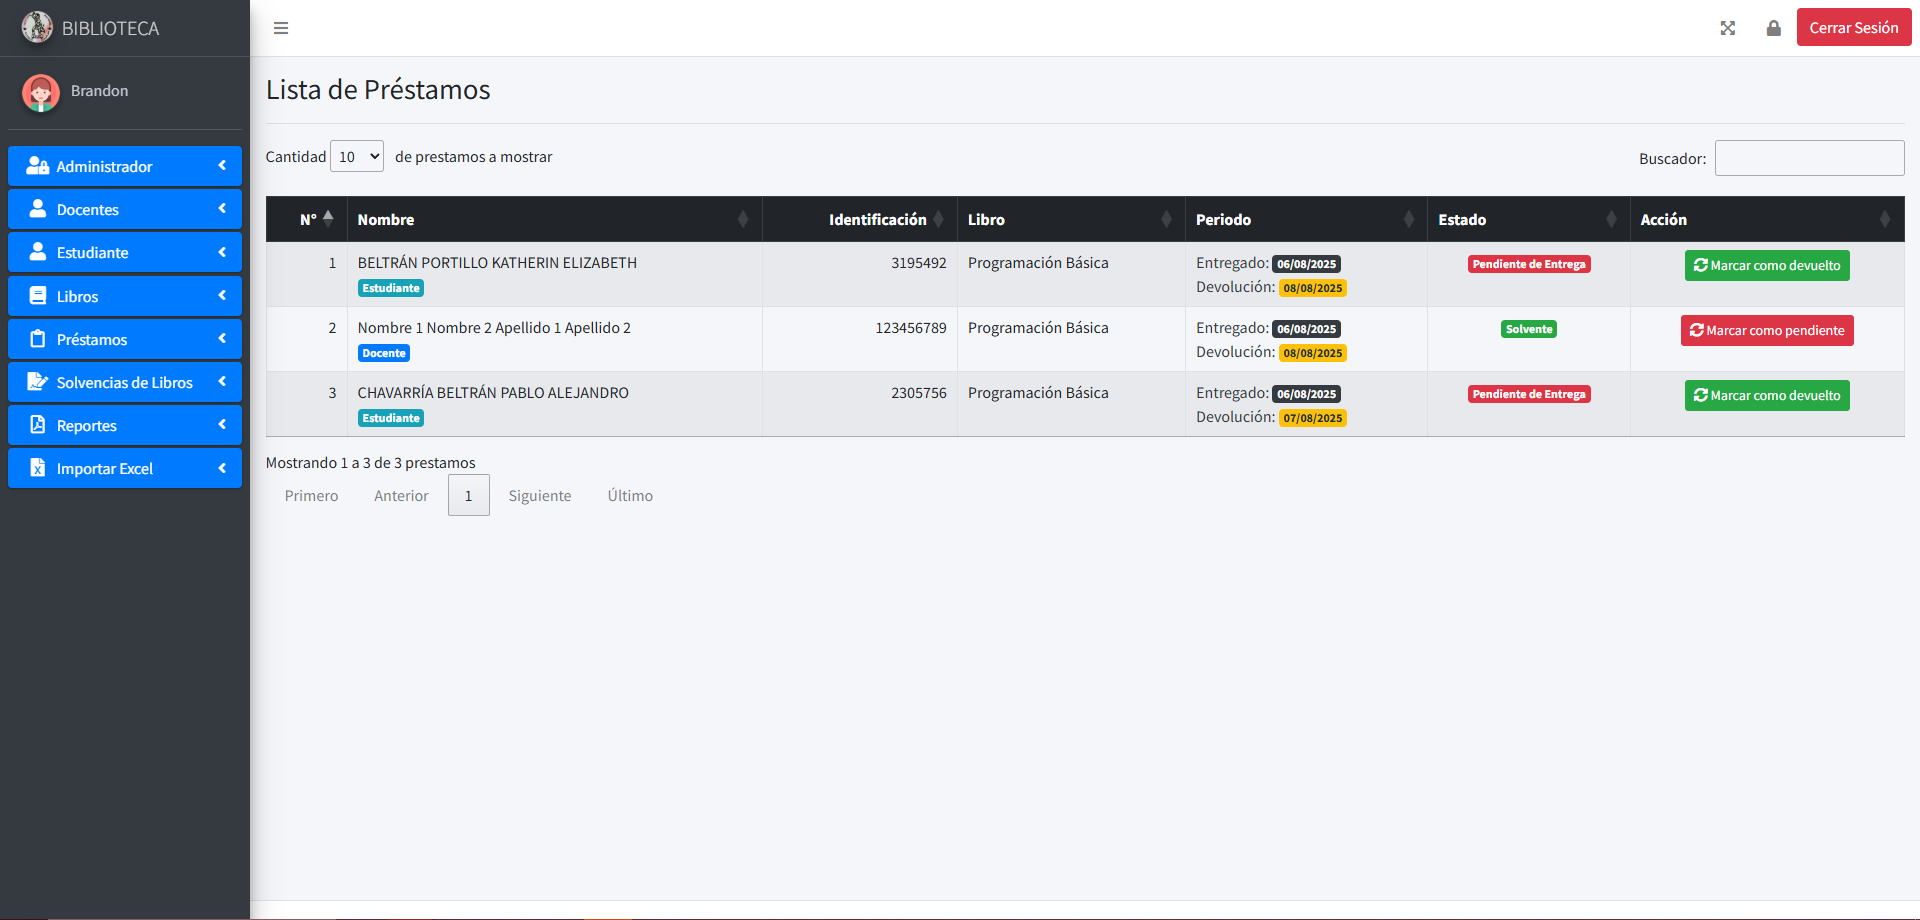 BIBLIOTECA
Cerrar Sesión
Brandon
Administrador
Docentes
Estudiante
Libros
Préstamos
Solvencias de Libros
Reportes
Importar Excel
Lista de Préstamos
Cantidad 10 de prestamos a mostrar
Buscador:
N° Nombre Identificación Libro Periodo Estado Acción
1 BELTRÁN PORTILLO KATHERIN ELIZABETH 3195492 Programación Básica Entregado: 06/08/2025 Pendiente de Entrega Marcar como devuelto
Estudiante Devolución: 08/08/2025
2 Nombre 1 Nombre 2 Apellido 1 Apellido 2 123456789 Programación Básica Entregado: 06/08/2025 Solvente Marcar como pendiente
Docente Devolución: 08/08/2025
3 CHAVARRÍA BELTRÁN PABLO ALEJANDRO 2305756 Programación Básica Entregado: 06/08/2025 Pendiente de Entrega Marcar como devuelto
Estudiante Devolución: 07/08/2025
Mostrando 1 a 3 de 3 prestamos
Primero Anterior 1 Siguiente Último